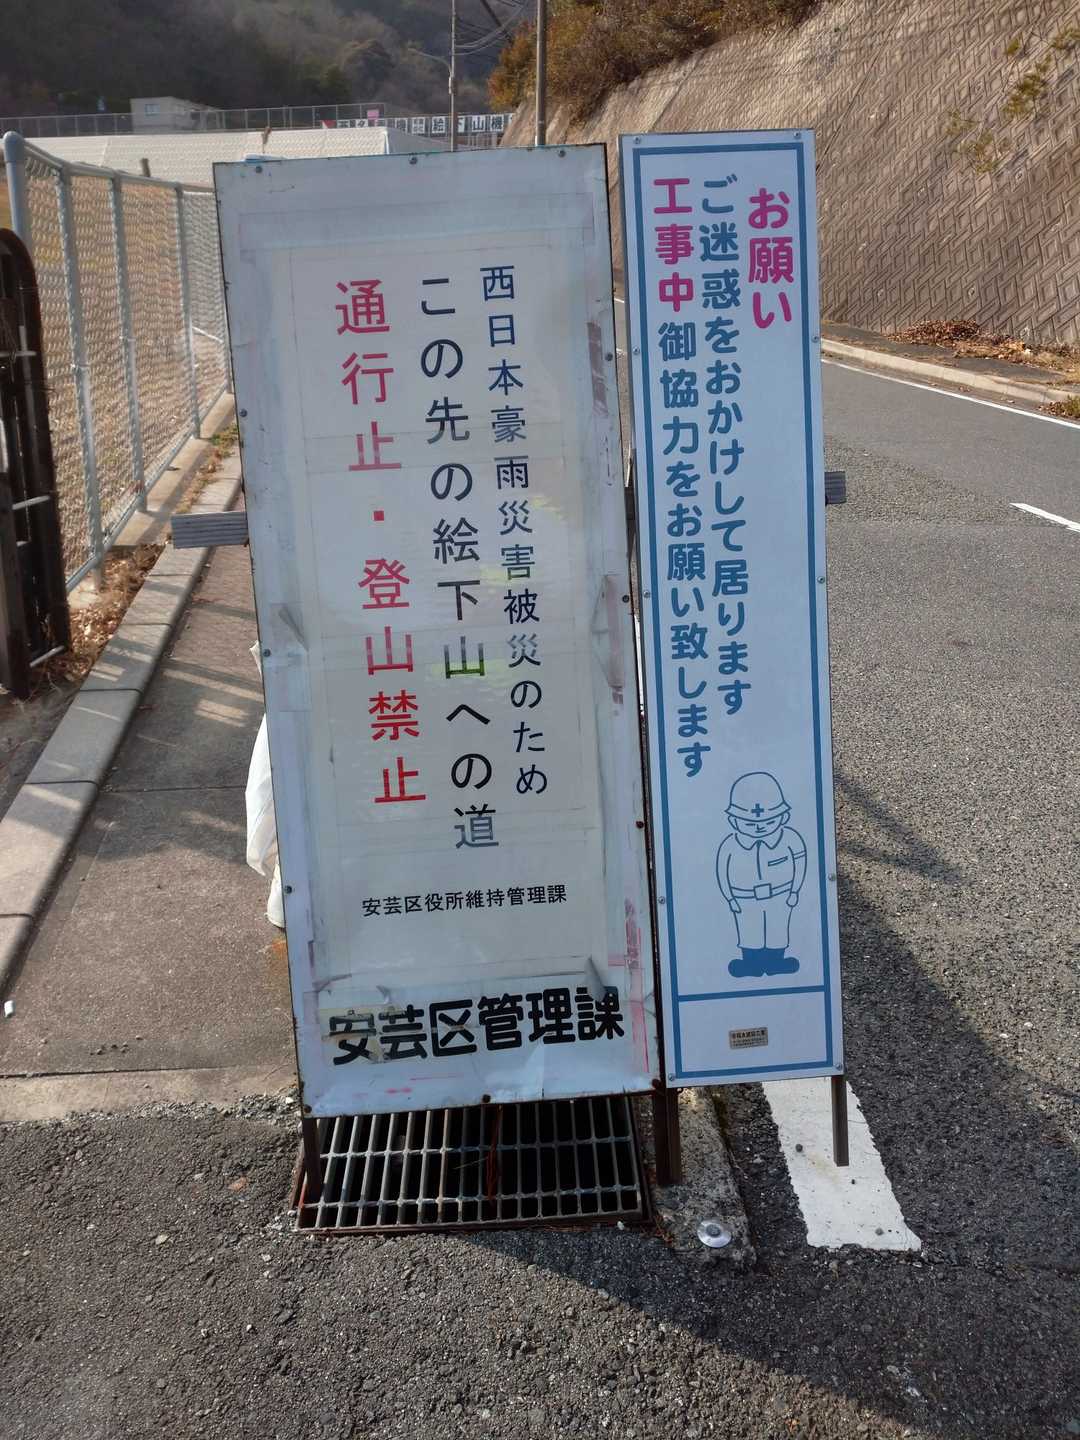 西日本豪雨災害被災のため
この先の絵下山への道
通行止・登山禁止
安芸区役所維持管理課
安芸区管理課
お願い
ご迷惑をおかけして居ります
工事中御協力をお願い致します
絵下山